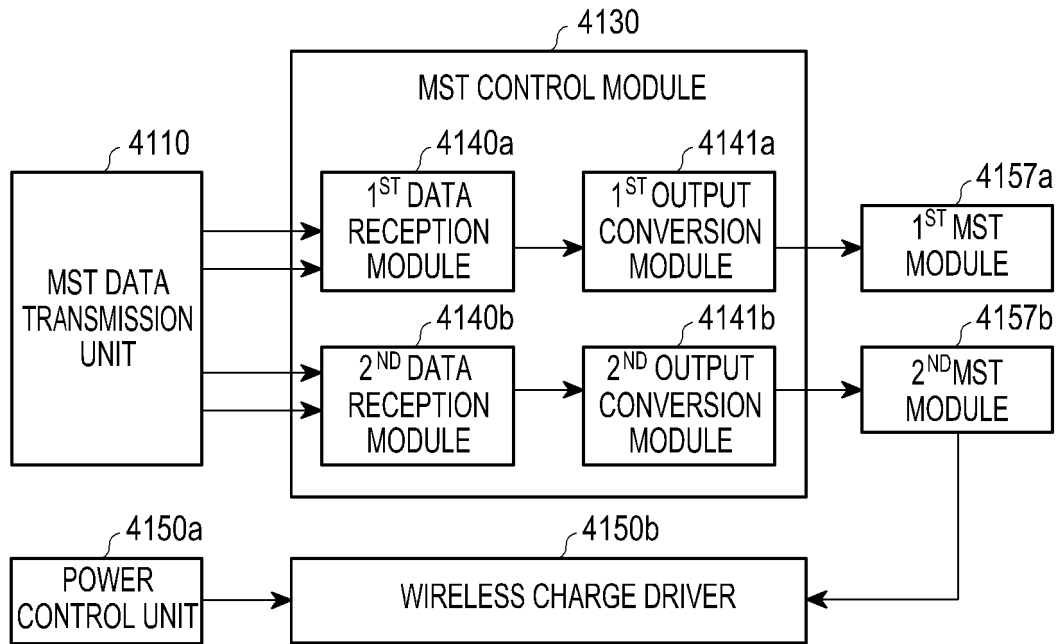 4130
MST CONTROL MODULE
4110
MST DATA
TRANSMISSION
UNIT
4140a
1ST DATA
RECEPTION
MODULE
4141a
1ST OUTPUT
CONVERSION
MODULE
4157a
1ST MST
MODULE
4140b
2ND DATA
RECEPTION
MODULE
4141b
2ND OUTPUT
CONVERSION
MODULE
4157b
2ND MST
MODULE
4150a
POWER
CONTROL UNIT
4150b
WIRELESS CHARGE DRIVER